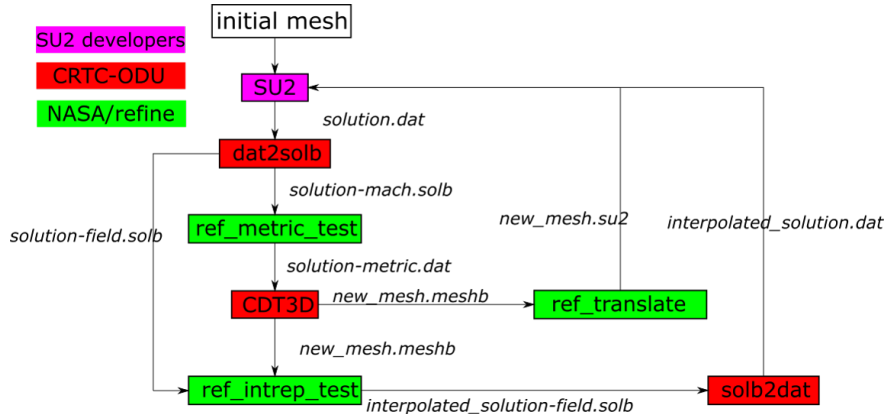 initial mesh
SU2 developers
CRTC-ODU
NASA/refine
SU2
solution.dat
dat2solb
solution-mach.solb
solution-field.solb
ref_metric_test
new_mesh.su2
interpolated_solution.dat
solution-metric.dat
CDT3D
new_mesh.meshb
ref_translate
new_mesh.meshb
ref_intrep_test
interpolated_solution-field.solb
solb2dat